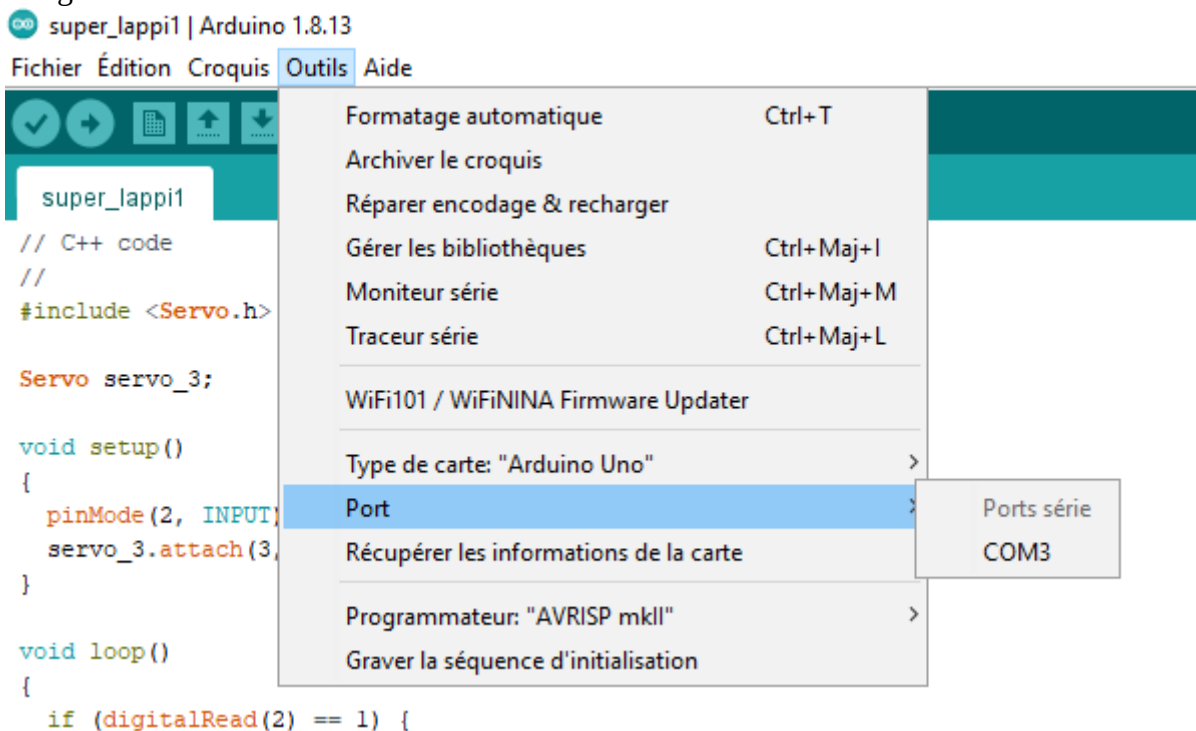 super_lappi1 | Arduino 1.8.13
Fichier Édition Croquis Outils Aide
Formatage automatique Ctrl+T
Archiver le croquis
super_lappi1
Réparer encodage & recharger
// C++ code
Gérer les bibliothèques Ctrl+Maj+I
//
Moniteur série Ctrl+Maj+M
#include <Servo.h>
Traceur série Ctrl+Maj+L
Servo servo_3;
WiFi101 / WiFiNINA Firmware Updater
void setup()
Type de carte: "Arduino Uno"
{
pinMode(2, INPUT)
Port
Ports série
servo_3.attach(3,
Récupérer les informations de la carte
COM3
}
Programmateur: "AVRISP mkII"
void loop()
Graver la séquence d'initialisation
{
if (digitalRead(2) == 1) {